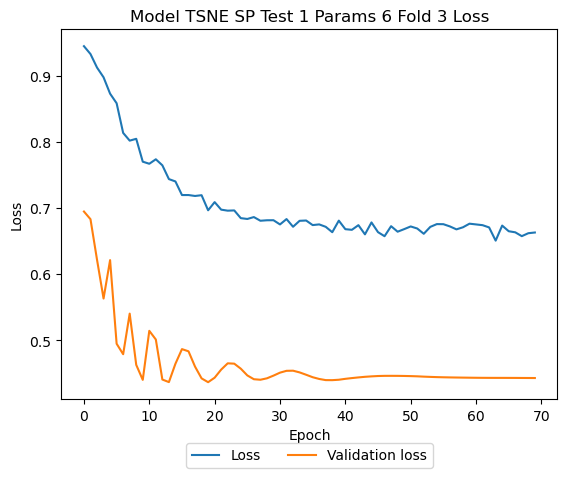 Model TSNE SP Test 1 Params 6 Fold 3 Loss
0.9
0.8
0.7
0.6
0.5
Loss
0 10 20 30 40 50 60 70
Epoch
Loss Validation loss